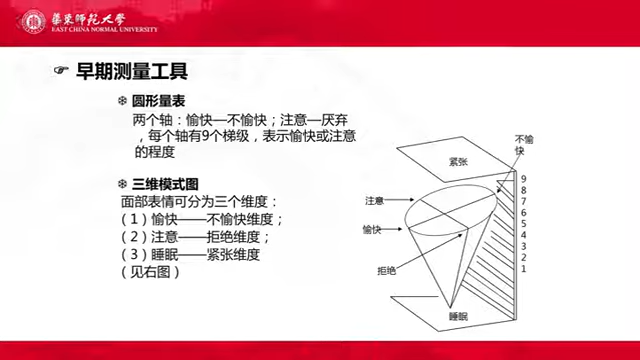 華東師範大學
EAST CHINA NORMAL UNIVERSITY
早期测量工具
圆形量表
两个轴：愉快—不愉快；注意—厌弃
，每个轴有9个梯级，表示愉快或注意
的程度
三维模式图
面部表情可分为三个维度：
（1）愉快——不愉快维度；
（2）注意——拒绝维度；
（3）睡眠——紧张维度
（见右图）
不愉
快
紧张
注意
愉快
拒绝
睡眠
9
8
7
6
5
4
3
2
1